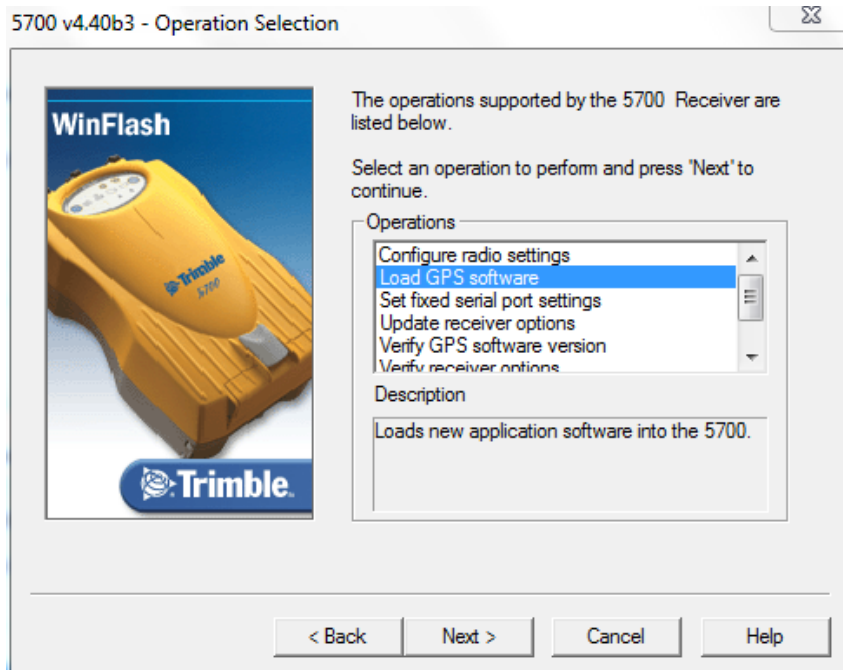 5700 v4.40b3 - Operation Selection
WinFlash
Trimble
5700
Trimble.
The operations supported by the 5700 Receiver are
listed below.
Select an operation to perform and press 'Next' to
continue.
Operations
Configure radio settings
Load GPS software
Set fixed serial port settings
Update receiver options
Verify GPS software version
Verify receiver options
Description
Loads new application software into the 5700.
< Back
Next >
Cancel
Help